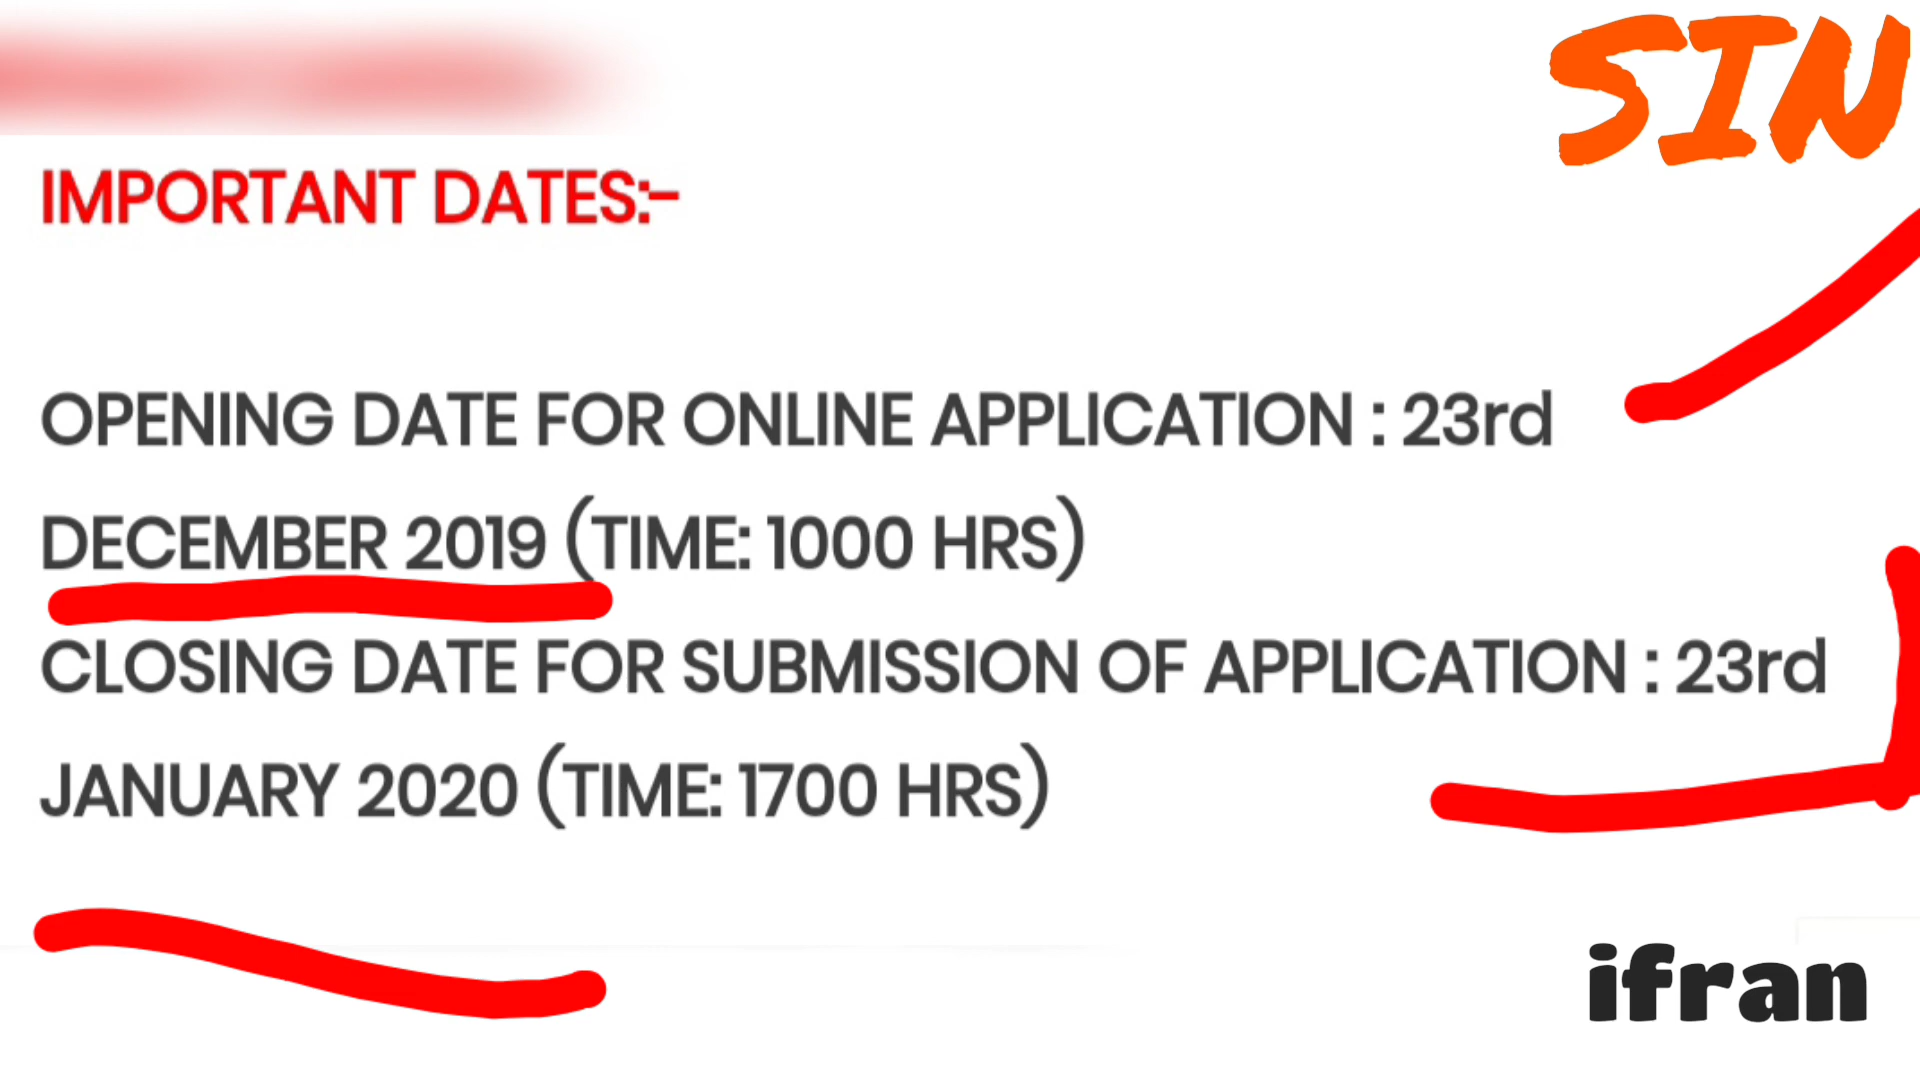 SIN
IMPORTANT DATES:-
OPENING DATE FOR ONLINE APPLICATION : 23rd
DECEMBER 2019 (TIME: 1000 HRS)
CLOSING DATE FOR SUBMISSION OF APPLICATION : 23rd
JANUARY 2020 (TIME: 1700 HRS)
ifran